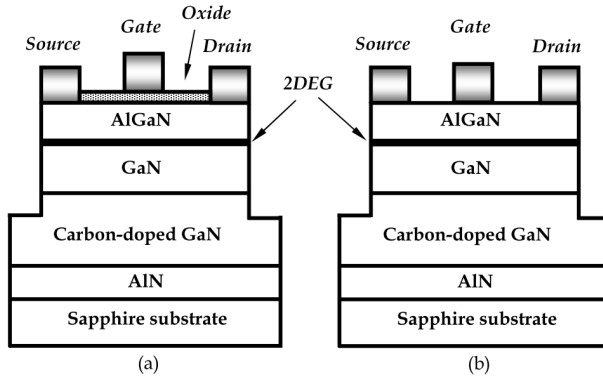 Oxide
Gate
Source
Drain
2DEG
AlGaN
GaN
Carbon-doped GaN
AlN
Sapphire substrate
(a)
Gate
Source
Drain
AlGaN
GaN
Carbon-doped GaN
AlN
Sapphire substrate
(b)